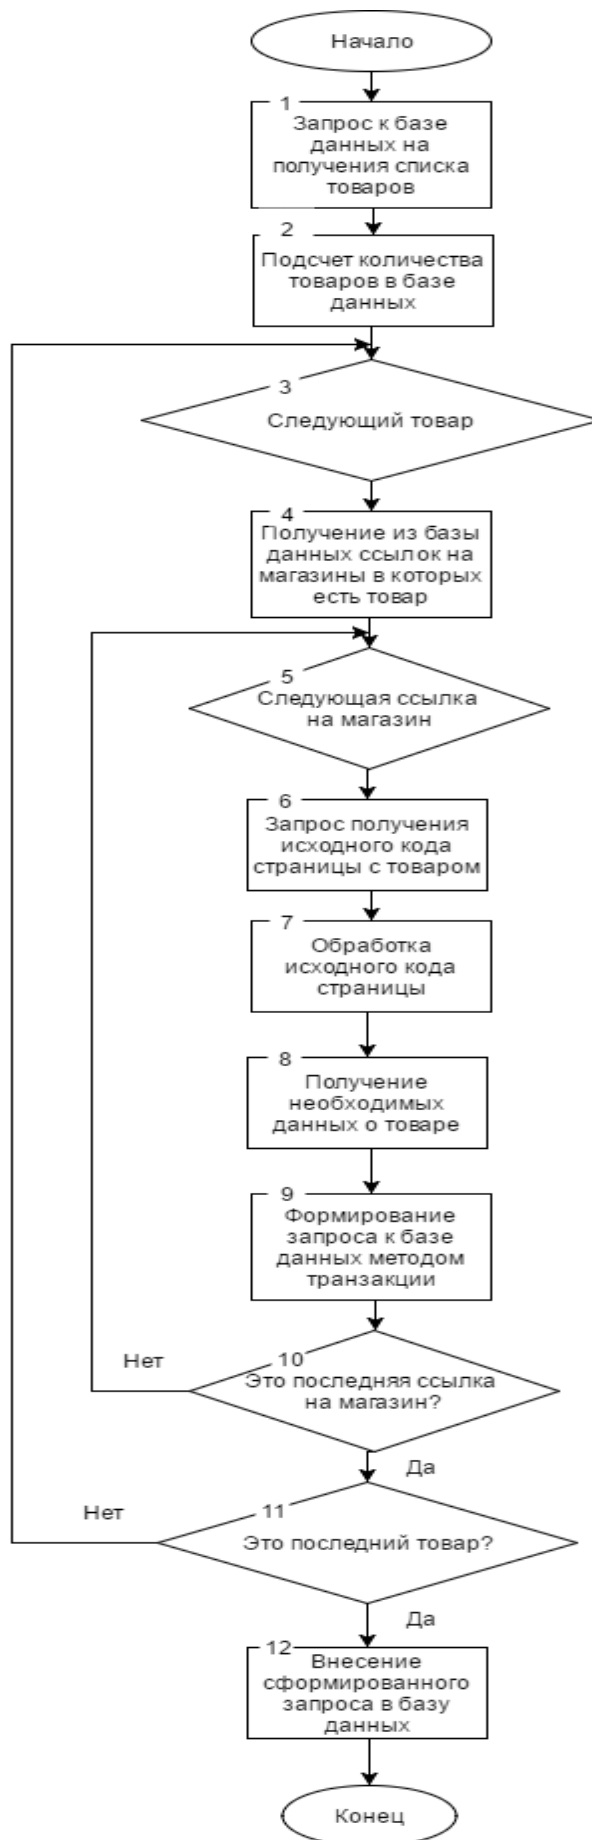 Начало
1
Запрос к базе
данных на
получения списка
товаров
2
Подсчет количества
товаров в базе
данных
3
Следующий товар
4
Получение из базы
данных ссылок на
магазины в которых
есть товар
5
Следующая ссылка
на магазин
6
Запрос получения
исходного кода
страницы с товаром
7
Обработка
исходного кода
страницы
8
Получение
необходимых
данных о товаре
9
Формирование
запроса к базе
данных методом
транзакции
10
Нет
Это последняя ссылка
на магазин?
Да
11
Нет
Это последний товар?
Да
12
Внесение
сформированного
запроса в базу
данных
Конец